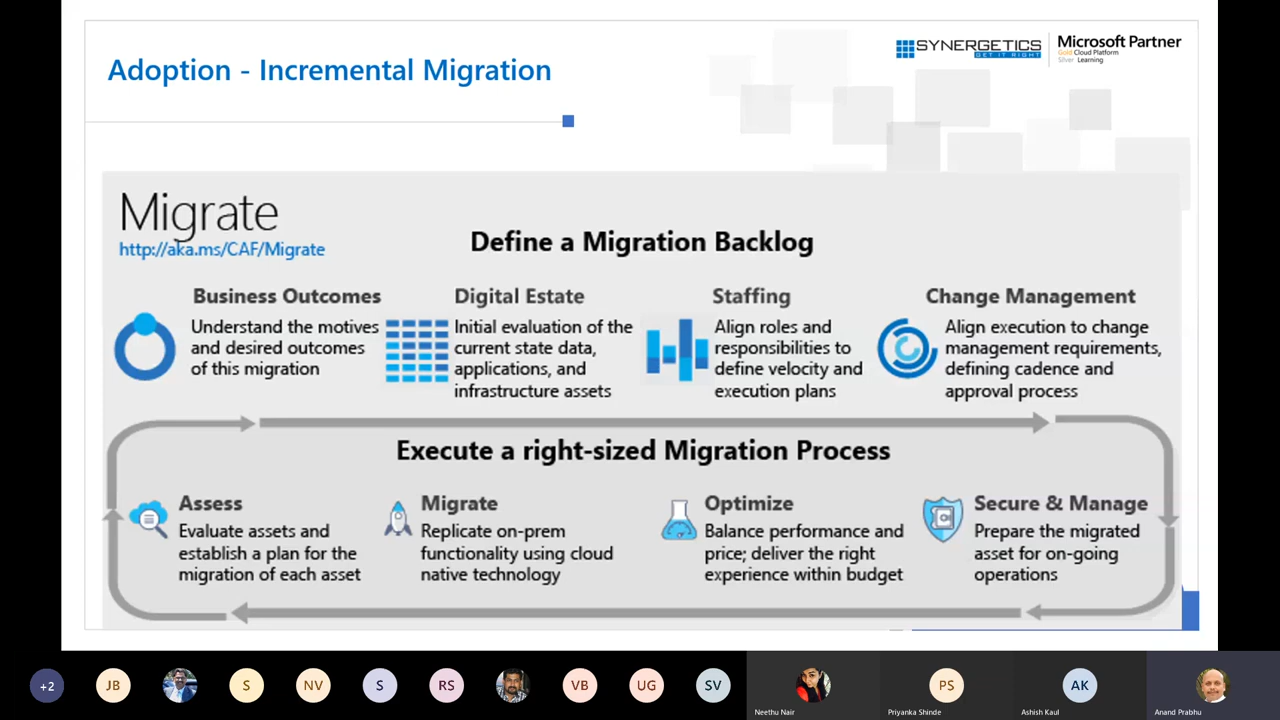 Adoption - Incremental Migration
SYNERGETICS
GET IT RIGHT
Microsoft Partner
Gold Cloud Platform
Silver Learning
Migrate
http://aka.ms/CAF/Migrate
Define a Migration Backlog
Business Outcomes
Understand the motives
and desired outcomes
of this migration
Digital Estate
Initial evaluation of the
current state data,
applications, and
infrastructure assets
Staffing
Align roles and
responsibilities to
define velocity and
execution plans
Change Management
Align execution to change
management requirements,
defining cadence and
approval process
Execute a right-sized Migration Process
Assess
Evaluate assets and
establish a plan for the
migration of each asset
Migrate
Replicate on-prem
functionality using cloud
native technology
Optimize
Balance performance and
price; deliver the right
experience within budget
Secure & Manage
Prepare the migrated
asset for on-going
operations
+2
JB
S
NV
S
RS
VB
UG
SV
Neethu Nair
PS
Priyanka Shinde
AK
Ashish Kaul
Anand Prabhu